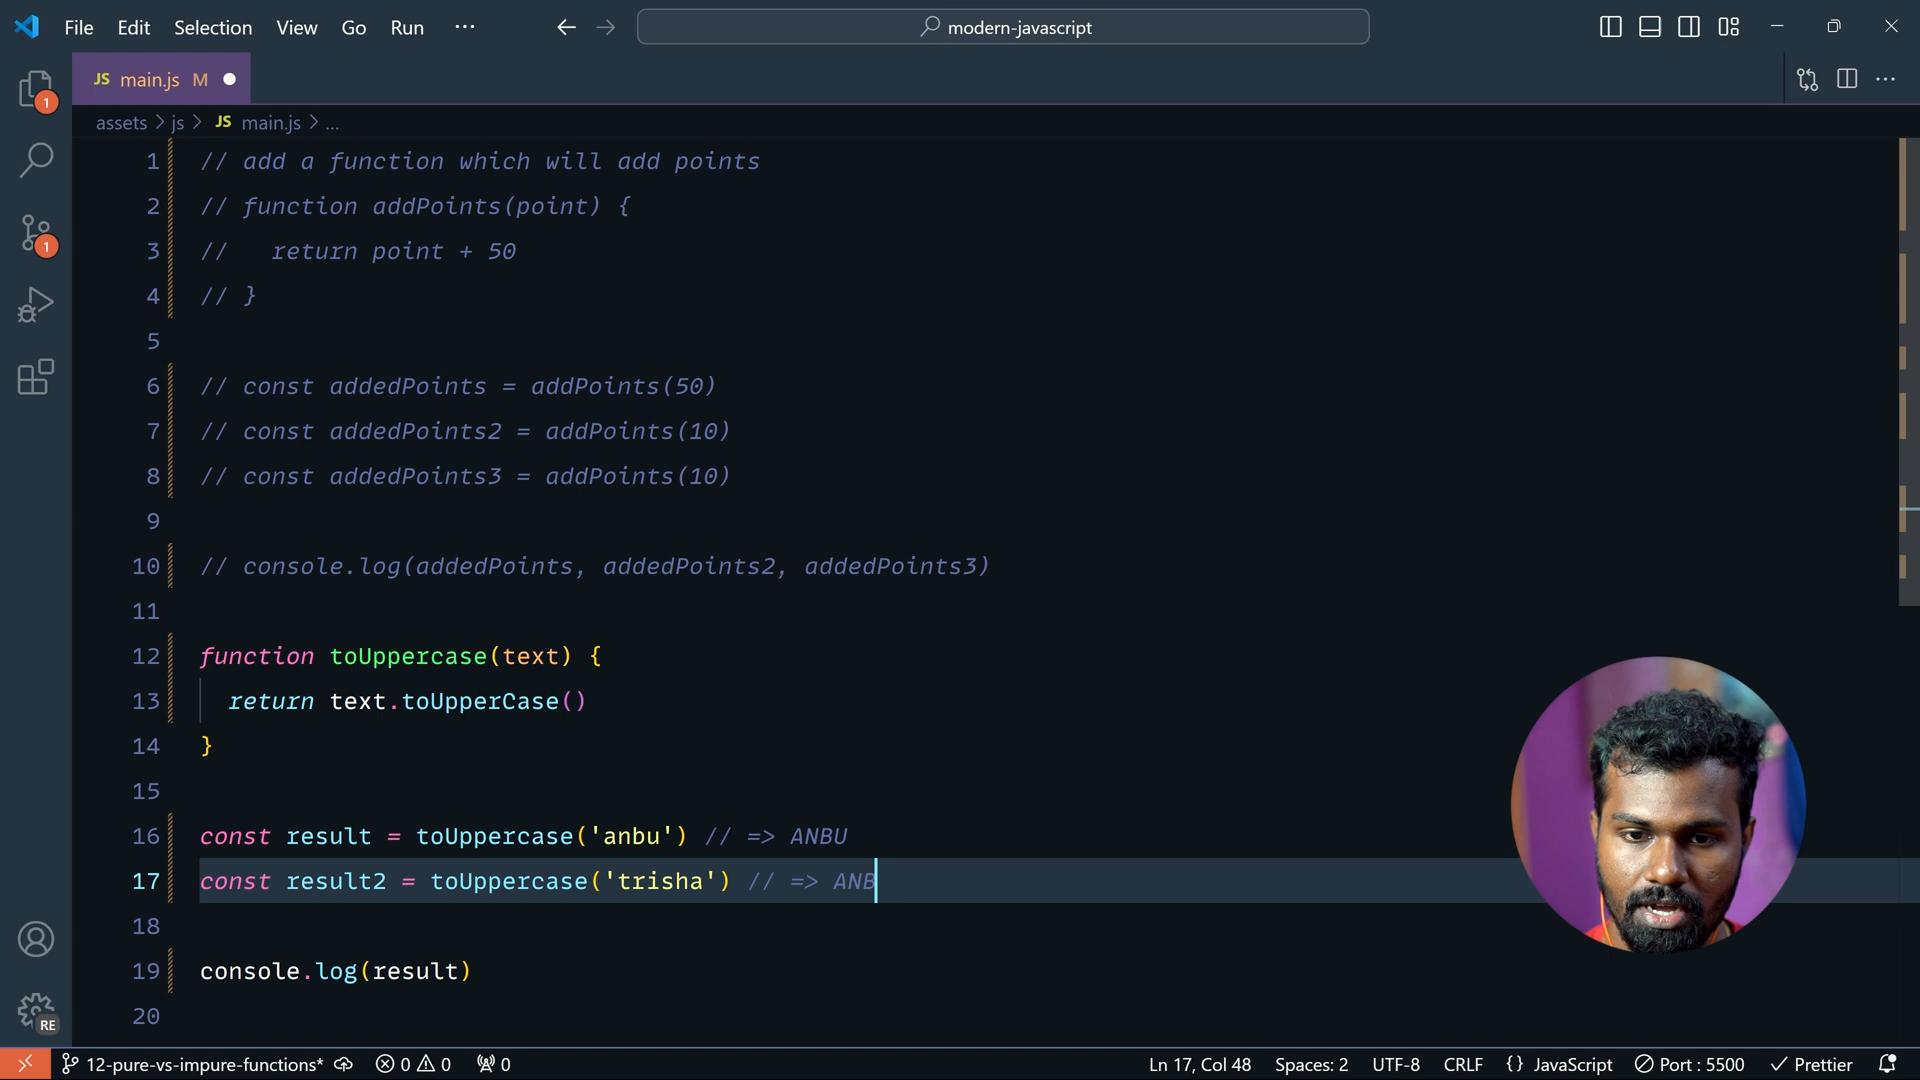 File Edit Selection View Go Run ... modern-javascript
JS main.js M
1
assets > js > JS main.js > ...
1 // add a function which will add points
2 // function addPoints(point) {
3 //   return point + 50
4 // }
5
6 // const addedPoints = addPoints(50)
7 // const addedPoints2 = addPoints(10)
8 // const addedPoints3 = addPoints(10)
9
10 // console.log(addedPoints, addedPoints2, addedPoints3)
11
12 function toUppercase(text) {
13   return text.toUpperCase()
14 }
15
16 const result = toUppercase('anbu') // => ANBU
17 const result2 = toUppercase('trisha') // => ANB
18
19 console.log(result)
20
1
RE
12-pure-vs-impure-functions* 0 0 0 Ln 17, Col 48 Spaces: 2 UTF-8 CRLF {} JavaScript Port : 5500 Prettier